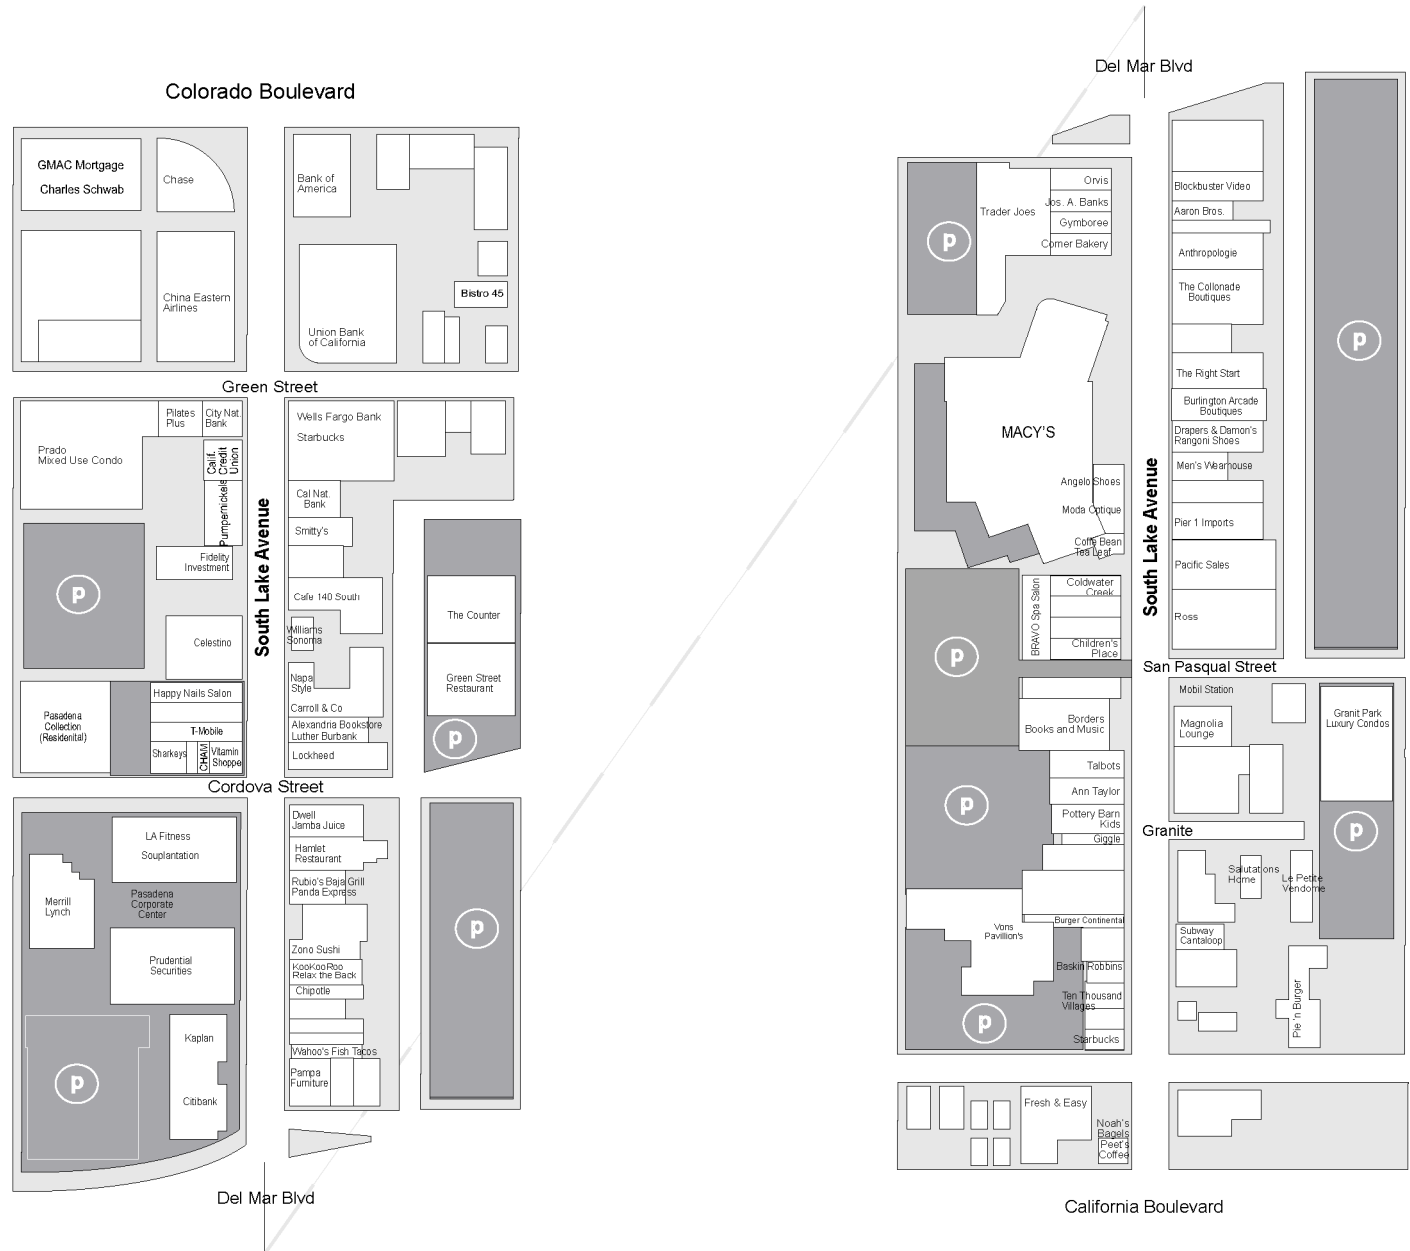 Colorado Boulevard
GMAC Mortgage
Charles Schwab
Chase
China Eastern
Airlines
Bank of
America
Bistro 45
Union Bank
of California
Green Street
Prado
Mixed Use Condo
Pilates
Plus
City Nat.
Bank
Calif.
Credit
Union
Pumpernickels
Fidelity
Investment
p
Celestino
Pasadena
Collection
(Residenital)
Happy Nails Salon
T-Mobile
Sharkeys
CHAM
Vitamin
Shoppe
South Lake Avenue
Wells Fargo Bank
Starbucks
Cal Nat.
Bank
Smitty's
Cafe 140 South
Williams
Sonoma
Napa
Style
Carroll & Co
Alexandria Bookstore
Luther Burbank
Lockheed
The Counter
Green Street
Restaurant
p
Cordova Street
LA Fitness
Souplantation
Merrill
Lynch
Pasadena
Corporate
Center
Prudential
Securities
Kaplan
Citibank
p
Dwell
Jamba Juice
Hamlet
Restaurant
Rubio's Baja Grill
Panda Express
Zono Sushi
KooKooRoo
Relax the Back
Chipotle
Wahoo's Fish Tacos
Pampa
Furniture
p
Del Mar Blvd
Del Mar Blvd
p
Trader Joes
Orvis
Jos. A. Banks
Gymboree
Corner Bakery
MACY'S
Angelo Shoes
Moda Optique
Coffe Bean
Tea Leaf
p
BRAVO Spa Salon
Coldwater
Creek
Children's
Place
South Lake Avenue
Blockbuster Video
Aaron Bros.
Anthropologie
The Collonade
Boutiques
The Right Start
Burlington Arcade
Boutiques
Drapers & Damon's
Rangoni Shoes
Men's Wearhouse
Pier 1 Imports
Pacific Sales
Ross
p
San Pasqual Street
Borders
Books and Music
Talbots
Ann Taylor
Pottery Barn
Kids
Giggle
p
Vons
Pavillion's
Burger Continental
Baskin Robbins
Ten Thousand
Villages
Starbucks
p
Mobil Station
Magnolia
Lounge
Granit Park
Luxury Condos
p
Granite
Salutations
Home
Le Petite
Vendome
Subway
Cantaloop
Pie 'n Burger
Fresh & Easy
Noah's
Bagels
Peet's
Coffee
California Boulevard